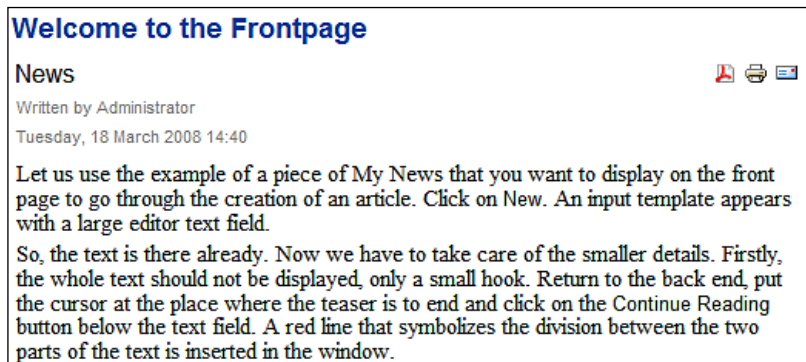 Welcome to the Frontpage
News
Written by Administrator
Tuesday, 18 March 2008 14:40
Let us use the example of a piece of My News that you want to display on the front
page to go through the creation of an article. Click on New. An input template appears
with a large editor text field.
So, the text is there already. Now we have to take care of the smaller details. Firstly,
the whole text should not be displayed, only a small hook. Return to the back end, put
the cursor at the place where the teaser is to end and click on the Continue Reading
button below the text field. A red line that symbolizes the division between the two
parts of the text is inserted in the window.